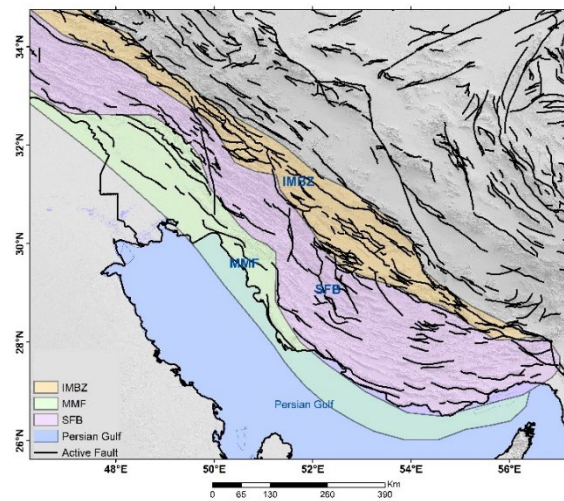 34°N
32°N
30°N
28°N
26°N
IMBZ
MMF
SFB
Persian Gulf
IMBZ
MMF
SFB
Persian Gulf
Active Fault
48°E 50°E 52°E 54°E 56°E
Km
0 65 130 260 390